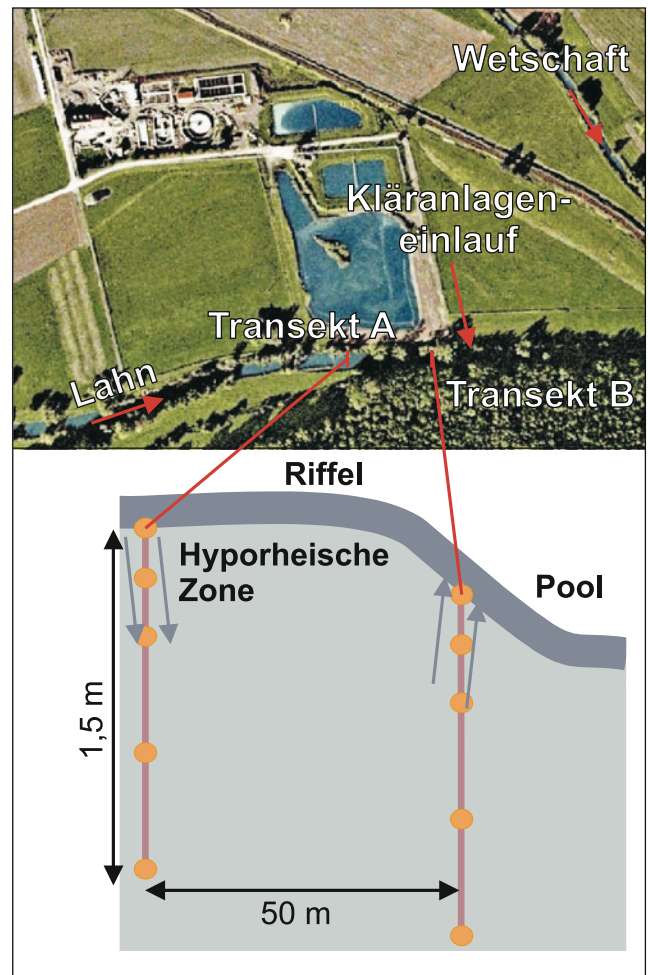 Wetschaft
Kläranlagen-
einlauf
Transekt A
Lahn
Transekt B
Riffel
Hyporheische
Zone
Pool
1,5 m
50 m